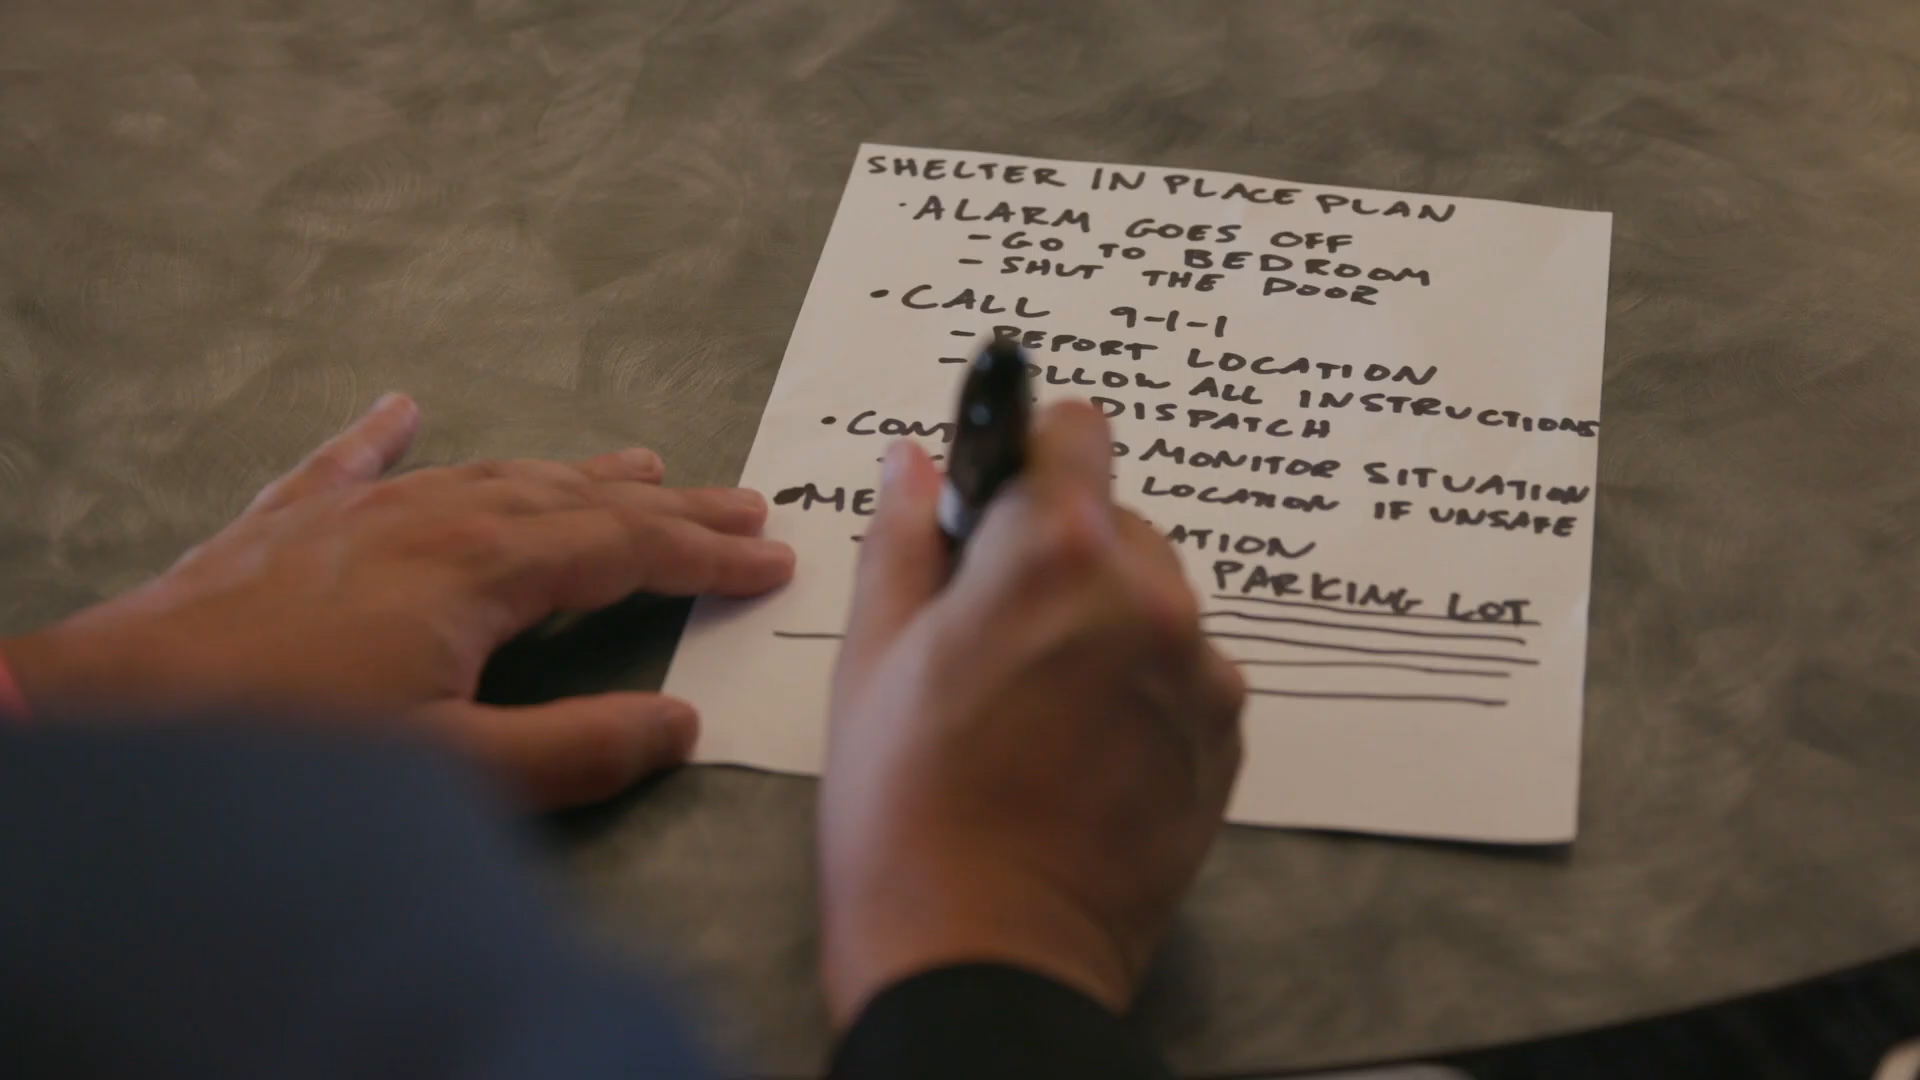 SHELTER IN PLACE PLAN
· ALARM GOES OFF
- GO TO BEDROOM
- SHUT THE DOOR
• CALL 9-1-1
- REPORT LOCATION
- FOLLOW ALL INSTRUCTIONS
DISPATCH
• MONITOR SITUATION
LOCATION IF UNSAFE
•
- PARKING LOT